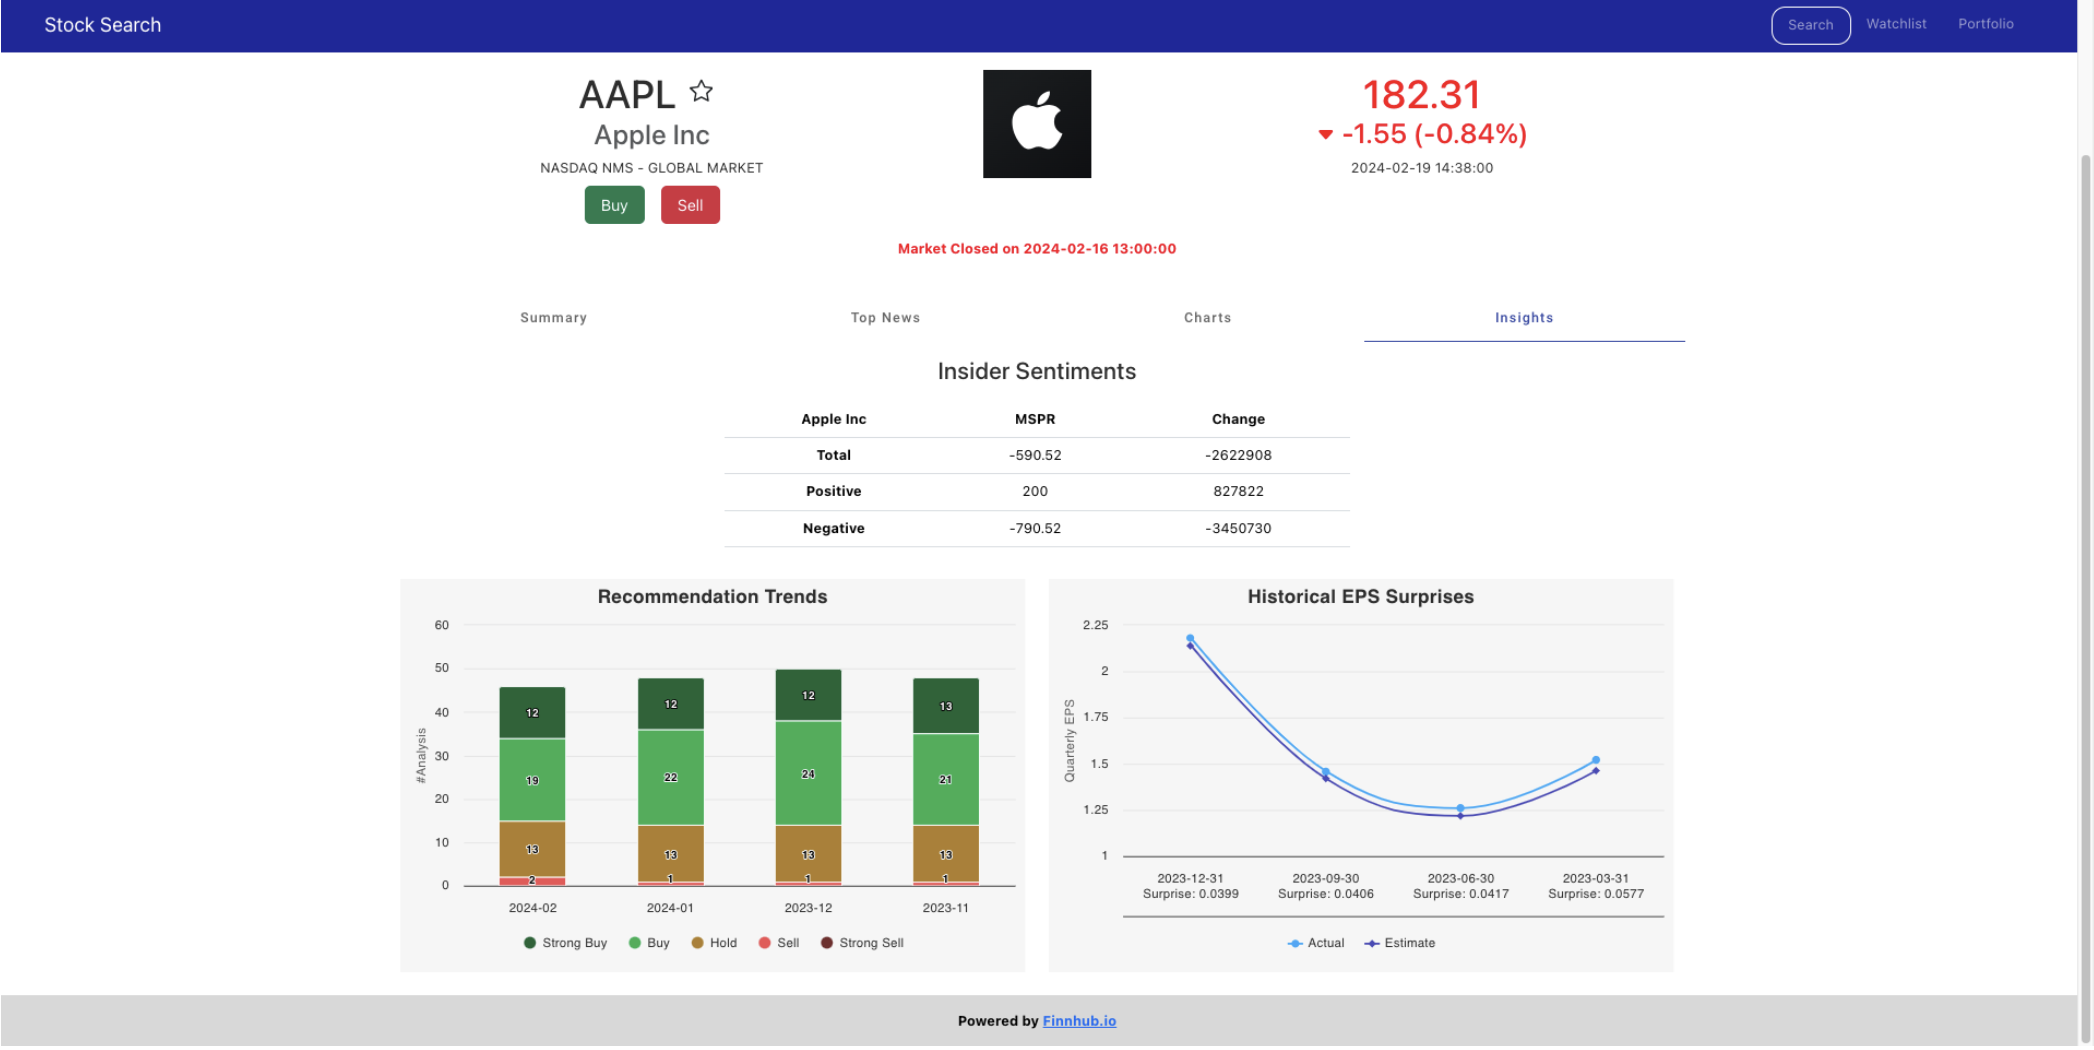 Stock Search
Search Watchlist Portfolio
AAPL
Apple Inc
NASDAQ NMS - GLOBAL MARKET
Buy Sell
182.31
-1.55 (-0.84%)
2024-02-19 14:38:00
Market Closed on 2024-02-16 13:00:00
Summary Top News Charts Insights
Insider Sentiments
Apple Inc MSPR Change
Total -590.52 -2622908
Positive 200 827822
Negative -790.52 -3450730
Recommendation Trends
#Analysis
60
50
40
30
20
10
0
12 12 12 13
19 22 24 21
13 13 13 13
2 1 1 1
2024-02 2024-01 2023-12 2023-11
Strong Buy Buy Hold Sell Strong Sell
Historical EPS Surprises
Quarterly EPS
2.25
2
1.75
1.5
1.25
1
2023-12-31 2023-09-30 2023-06-30 2023-03-31
Surprise: 0.0399 Surprise: 0.0406 Surprise: 0.0417 Surprise: 0.0577
Actual Estimate
Powered by Finnhub.io